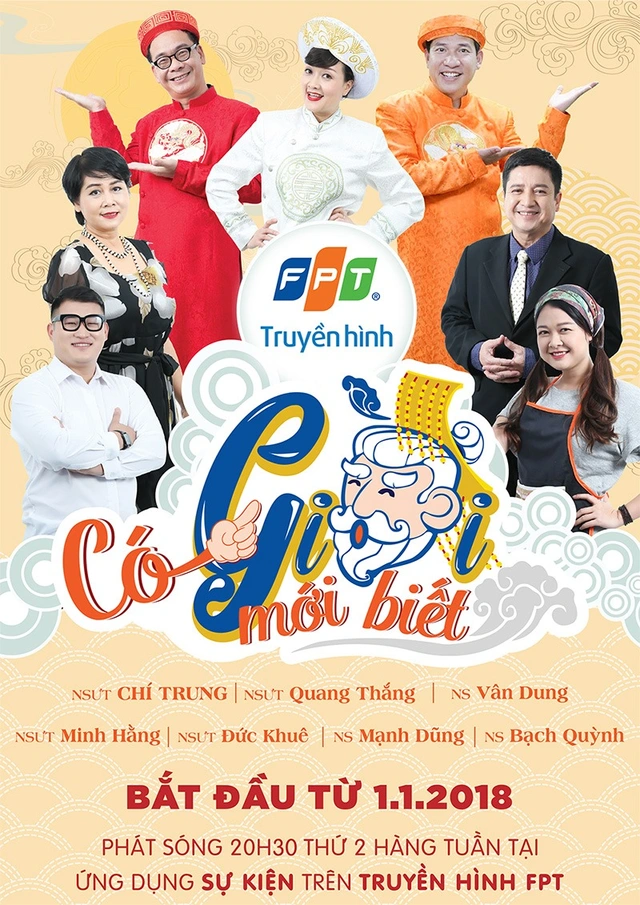 FPT®
Truyền hình
Có Giời
mới biết
NSƯT CHÍ TRUNG | NSƯT Quang Thắng | NS Vân Dung
NSƯT Minh Hằng | NSƯT Đức Khuê | NS Mạnh Dũng | NS Bạch Quỳnh
BẮT ĐẦU TỪ 1.1.2018
PHÁT SÓNG 20H30 THỨ 2 HÀNG TUẦN TẠI
ỨNG DỤNG SỰ KIỆN TRÊN TRUYỀN HÌNH FPT